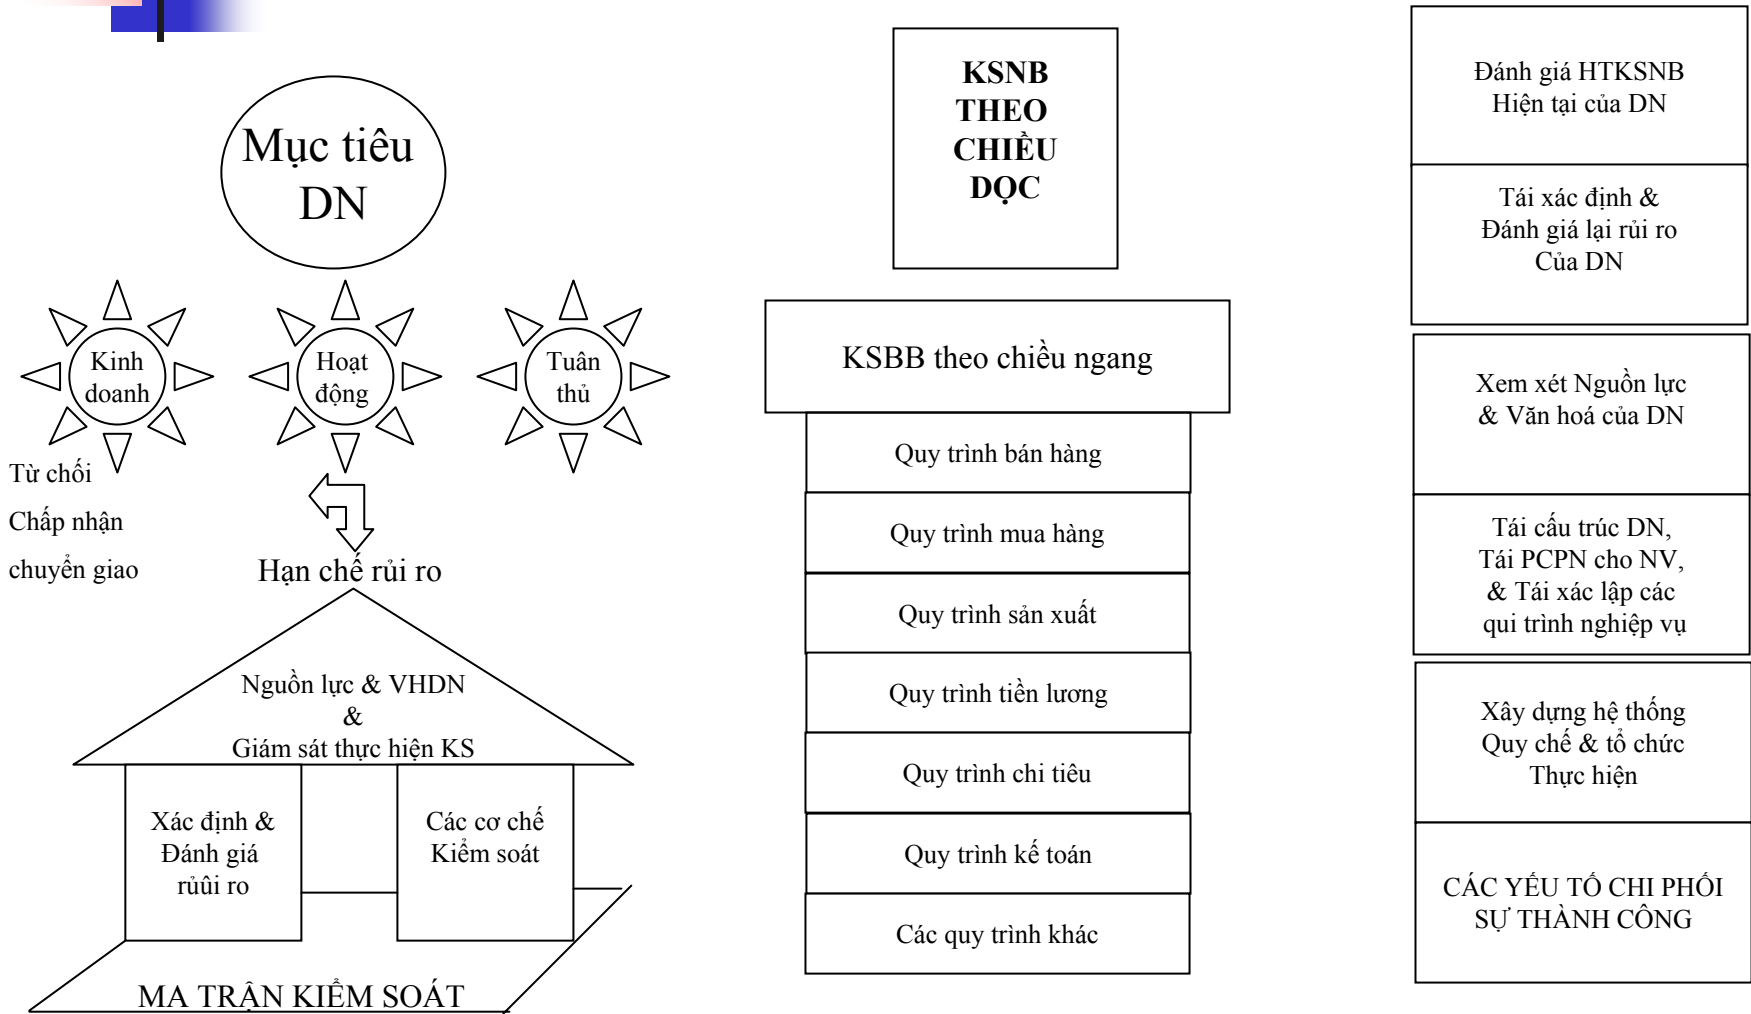 Mục tiêu
DN
Kinh
doanh
Hoạt
động
Tuân
thủ
Từ chối
Chấp nhận
chuyển giao
Hạn chế rủi ro
Nguồn lực & VHDN
&
Giám sát thực hiện KS
Xác định &
Đánh giá
rủûi ro
Các cơ chế
Kiểm soát
MA TRẬN KIỂM SOÁT
KSNB
THEO
CHIỀU
DỌC
KSBB theo chiều ngang
Quy trình bán hàng
Quy trình mua hàng
Quy trình sản xuất
Quy trình tiền lương
Quy trình chi tiêu
Quy trình kế toán
Các quy trình khác
Đánh giá HTKSNB
Hiện tại của DN
Tái xác định &
Đánh giá lại rủi ro
Của DN
Xem xét Nguồn lực
& Văn hoá của DN
Tái cấu trúc DN,
Tái PCPN cho NV,
& Tái xác lập các
qui trình nghiệp vụ
Xây dựng hệ thống
Quy chế & tổ chức
Thực hiện
CÁC YẾU TỐ CHI PHỐI
SỰ THÀNH CÔNG